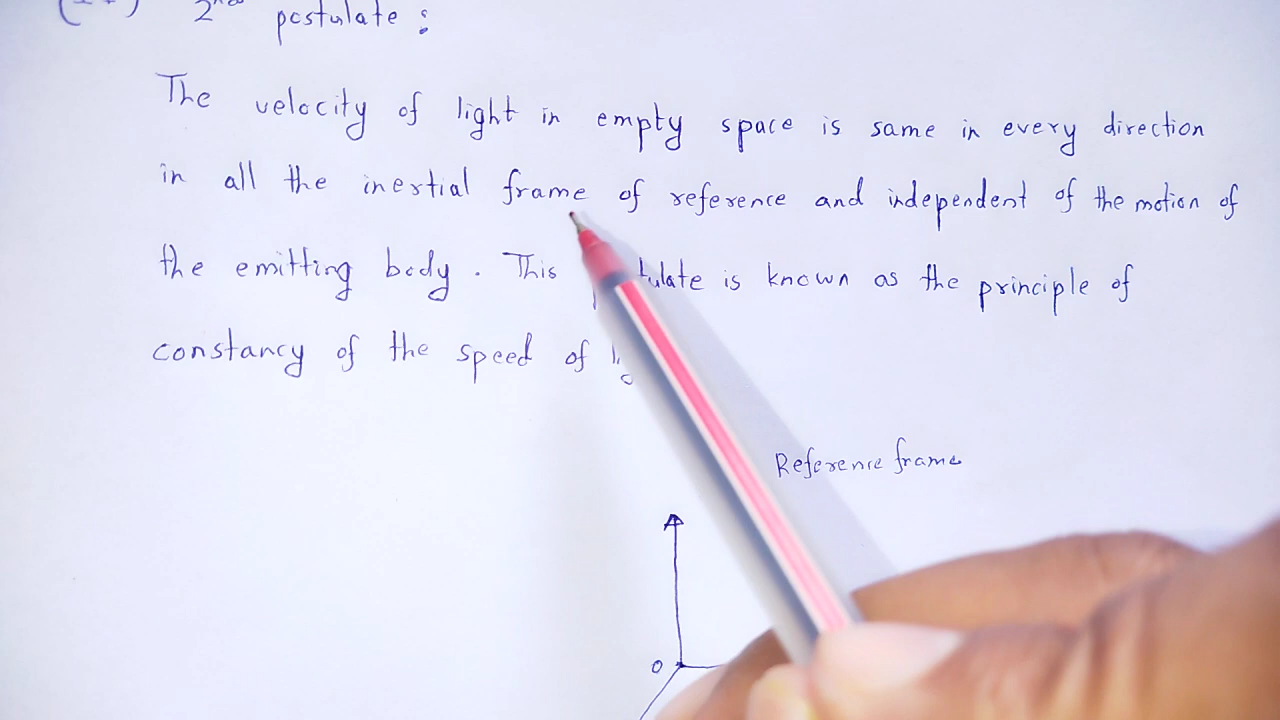 2nd postulate :
The velocity of light in empty space is same in every direction
in all the inertial frame of reference and independent of the motion of
the emitting body . This is known as the principle of
constancy of the speed of
Reference frame
O